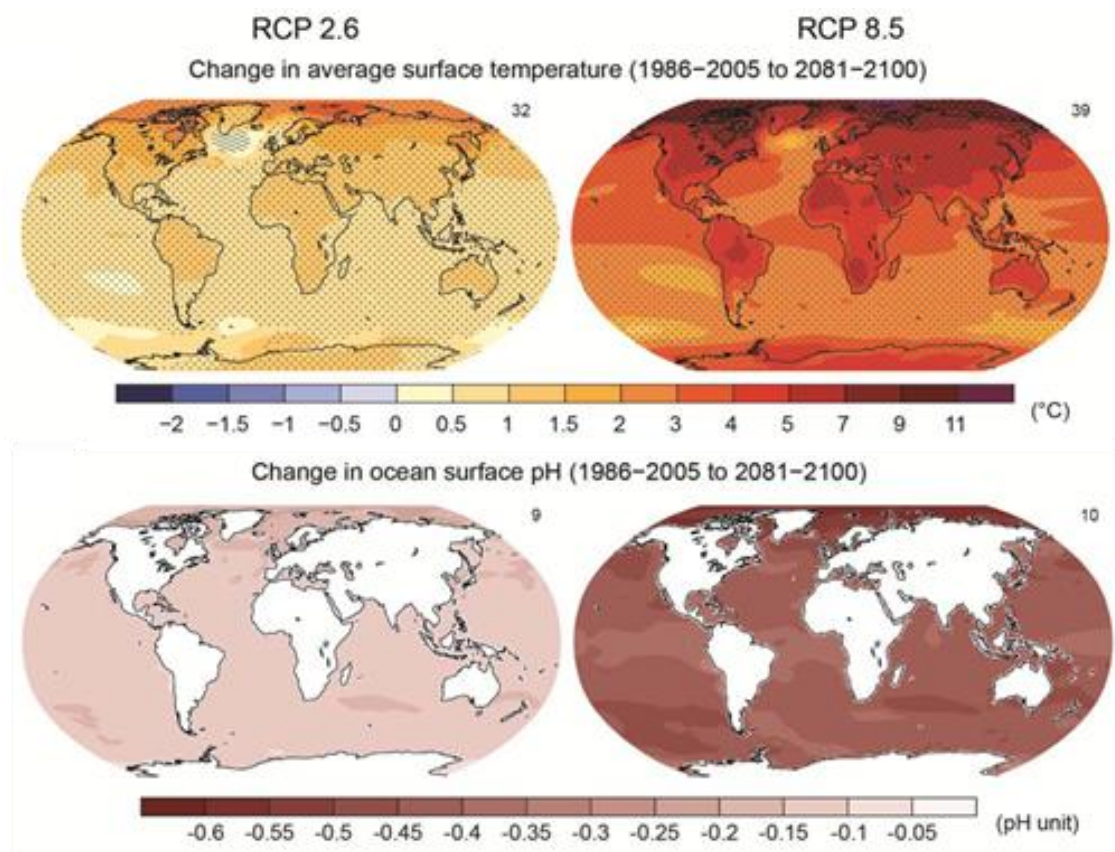 RCP 2.6 RCP 8.5
Change in average surface temperature (1986−2005 to 2081−2100)
32 39
−2 −1.5 −1 −0.5 0 0.5 1 1.5 2 3 4 5 7 9 11 (°C)
Change in ocean surface pH (1986−2005 to 2081−2100)
9 10
-0.6 -0.55 -0.5 -0.45 -0.4 -0.35 -0.3 -0.25 -0.2 -0.15 -0.1 -0.05 (pH unit)